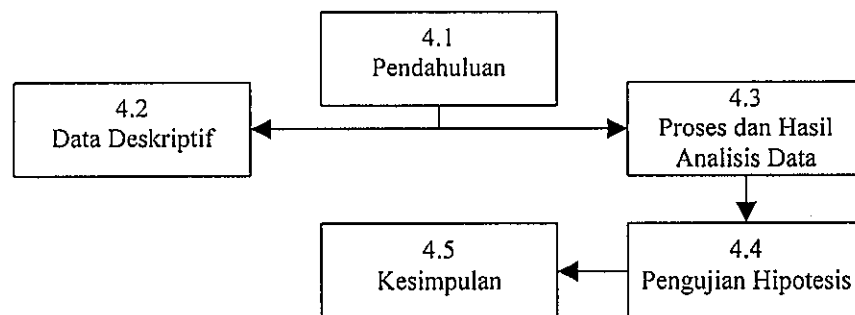 4.1
Pendahuluan
4.2
Data Deskriptif
4.3
Proses dan Hasil
Analisis Data
4.4
Pengujian Hipotesis
4.5
Kesimpulan